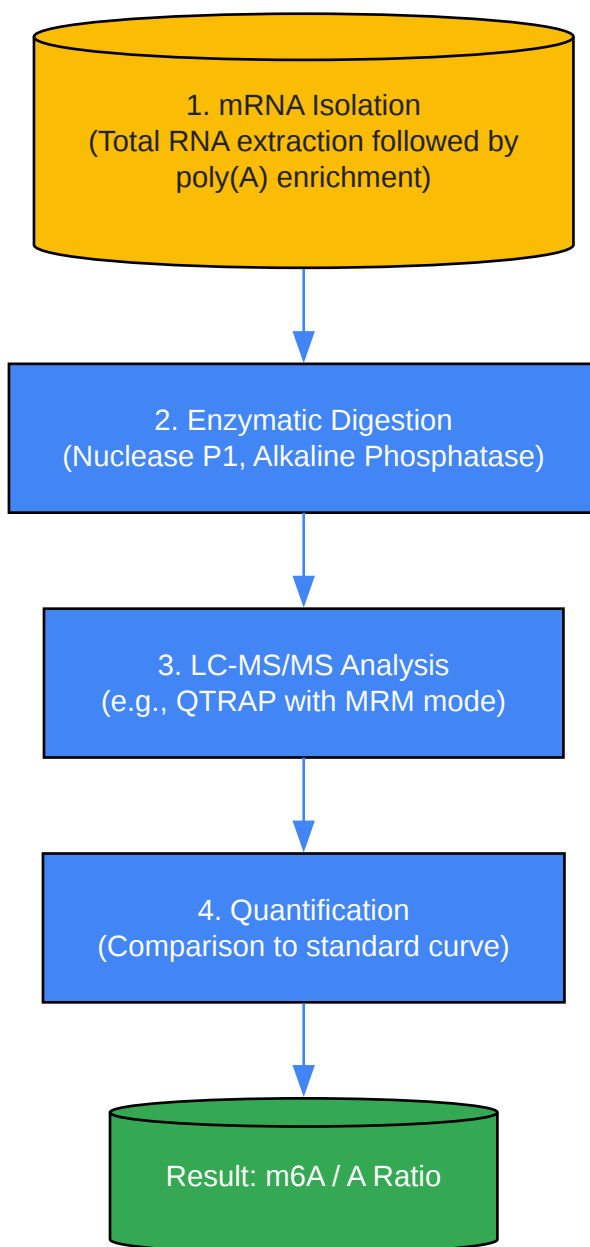 1. mRNA Isolation
(Total RNA extraction followed by
poly(A) enrichment)
2. Enzymatic Digestion
(Nuclease P1, Alkaline Phosphatase)
3. LC-MS/MS Analysis
(e.g., QTRAP with MRM mode)
4. Quantification
(Comparison to standard curve)
Result: m6A / A Ratio